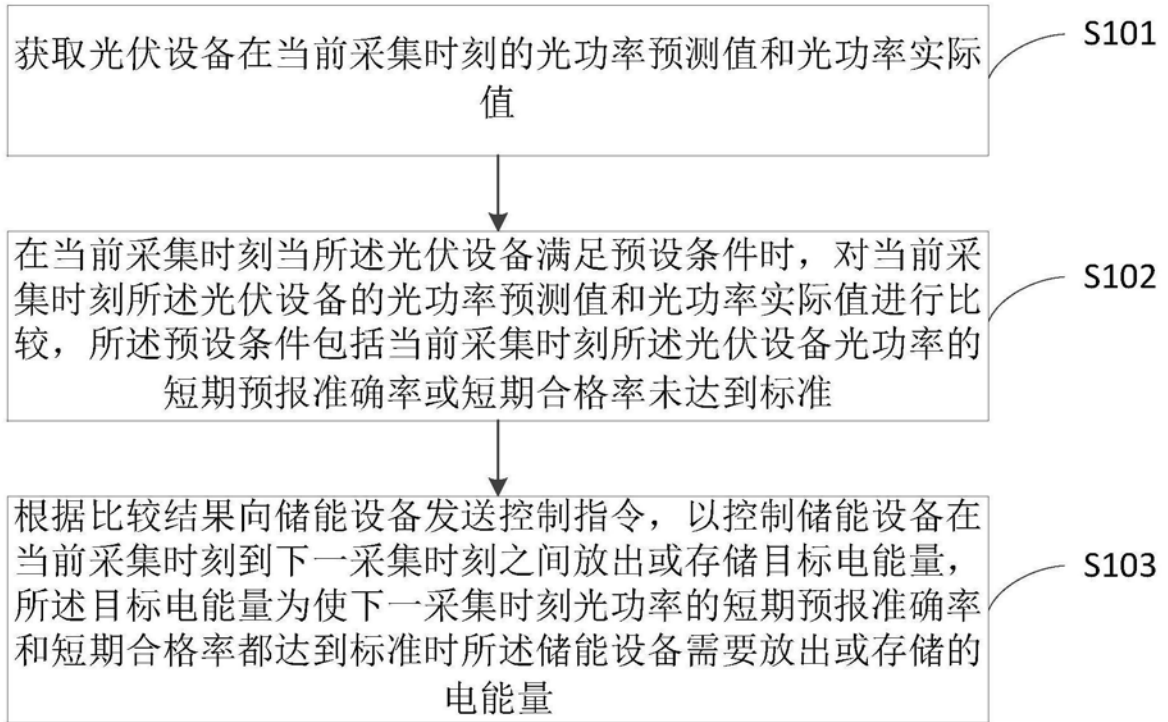 获取光伏设备在当前采集时刻的光功率预测值和光功率实际
值
S101
在当前采集时刻当所述光伏设备满足预设条件时，对当前采
集时刻所述光伏设备的光功率预测值和光功率实际值进行比
较，所述预设条件包括当前采集时刻所述光伏设备光功率的
短期预报准确率或短期合格率未达到标准
S102
根据比较结果向储能设备发送控制指令，以控制储能设备在
当前采集时刻到下一采集时刻之间放出或存储目标电能量，
所述目标电能量为使下一采集时刻光功率的短期预报准确率
和短期合格率都达到标准时所述储能设备需要放出或存储的
电能量
S103